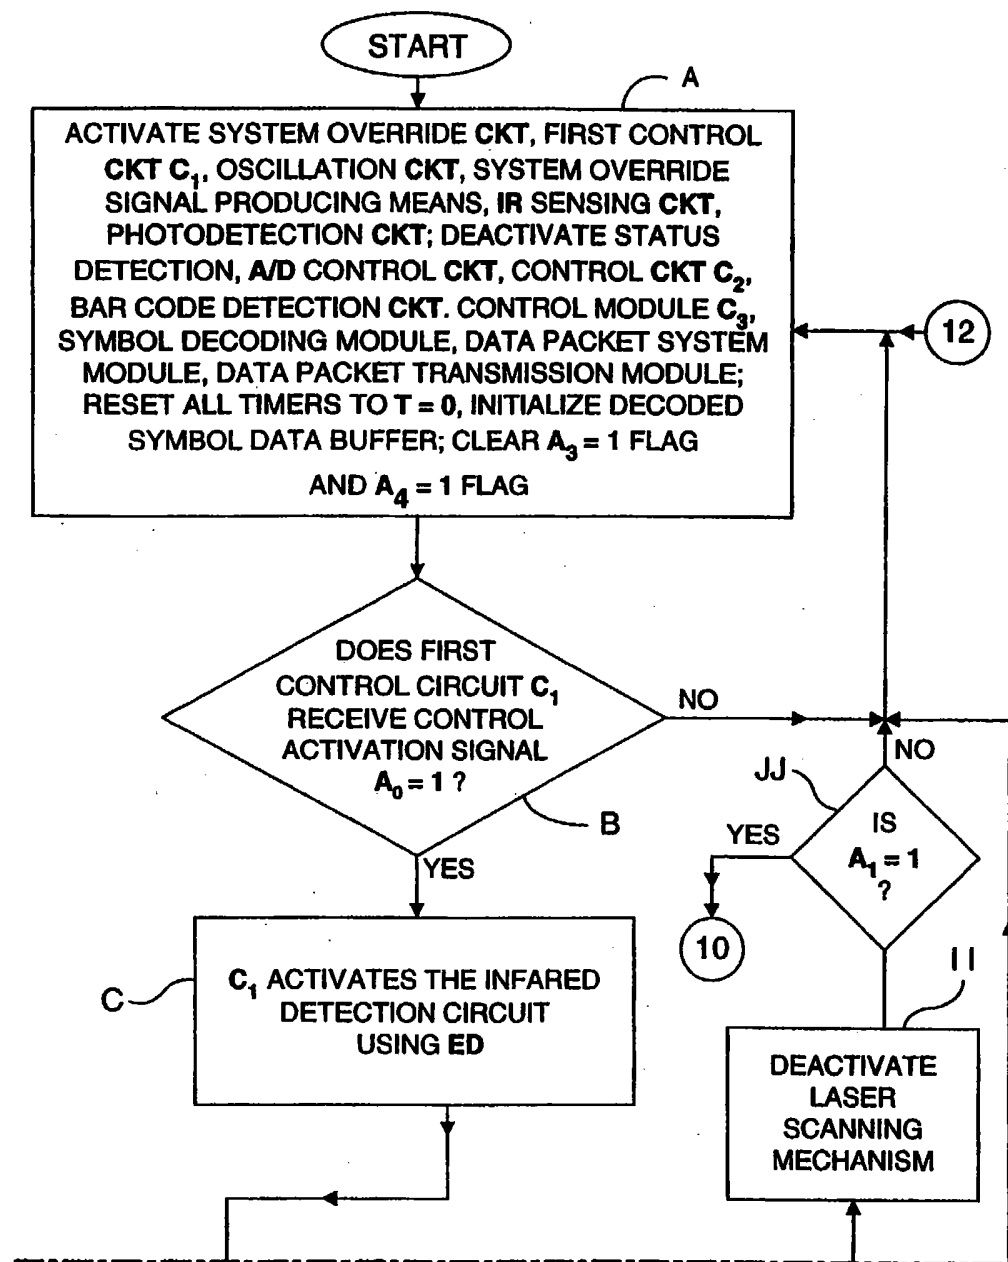 START
A
ACTIVATE SYSTEM OVERRIDE CKT, FIRST CONTROL
CKT C₁, OSCILLATION CKT, SYSTEM OVERRIDE
SIGNAL PRODUCING MEANS, IR SENSING CKT,
PHOTODETECTION CKT; DEACTIVATE STATUS
DETECTION, A/D CONTROL CKT, CONTROL CKT C₂,
BAR CODE DETECTION CKT. CONTROL MODULE C₃,
SYMBOL DECODING MODULE, DATA PACKET SYSTEM
MODULE, DATA PACKET TRANSMISSION MODULE;
RESET ALL TIMERS TO T = 0, INITIALIZE DECODED
SYMBOL DATA BUFFER; CLEAR A₃ = 1 FLAG
AND A₄ = 1 FLAG
12
DOES FIRST
CONTROL CIRCUIT C₁
RECEIVE CONTROL
ACTIVATION SIGNAL
A₀ = 1 ?
NO
B
YES
NO
JJ
IS
A₁ = 1
?
YES
10
C
C₁ ACTIVATES THE INFARED
DETECTION CIRCUIT
USING ED
II
DEACTIVATE
LASER
SCANNING
MECHANISM